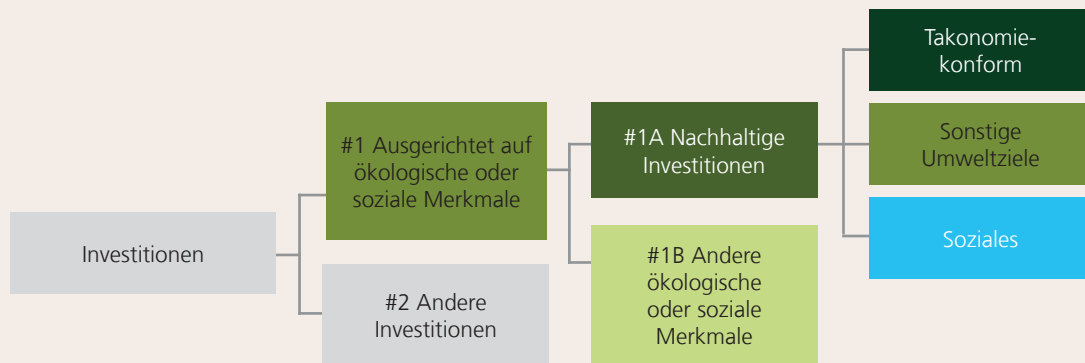 Investitionen
#1 Ausgerichtet auf
ökologische oder
soziale Merkmale
#2 Andere
Investitionen
#1A Nachhaltige
Investitionen
#1B Andere
ökologische
oder soziale
Merkmale
Takonomie-
konform
Sonstige
Umweltziele
Soziales